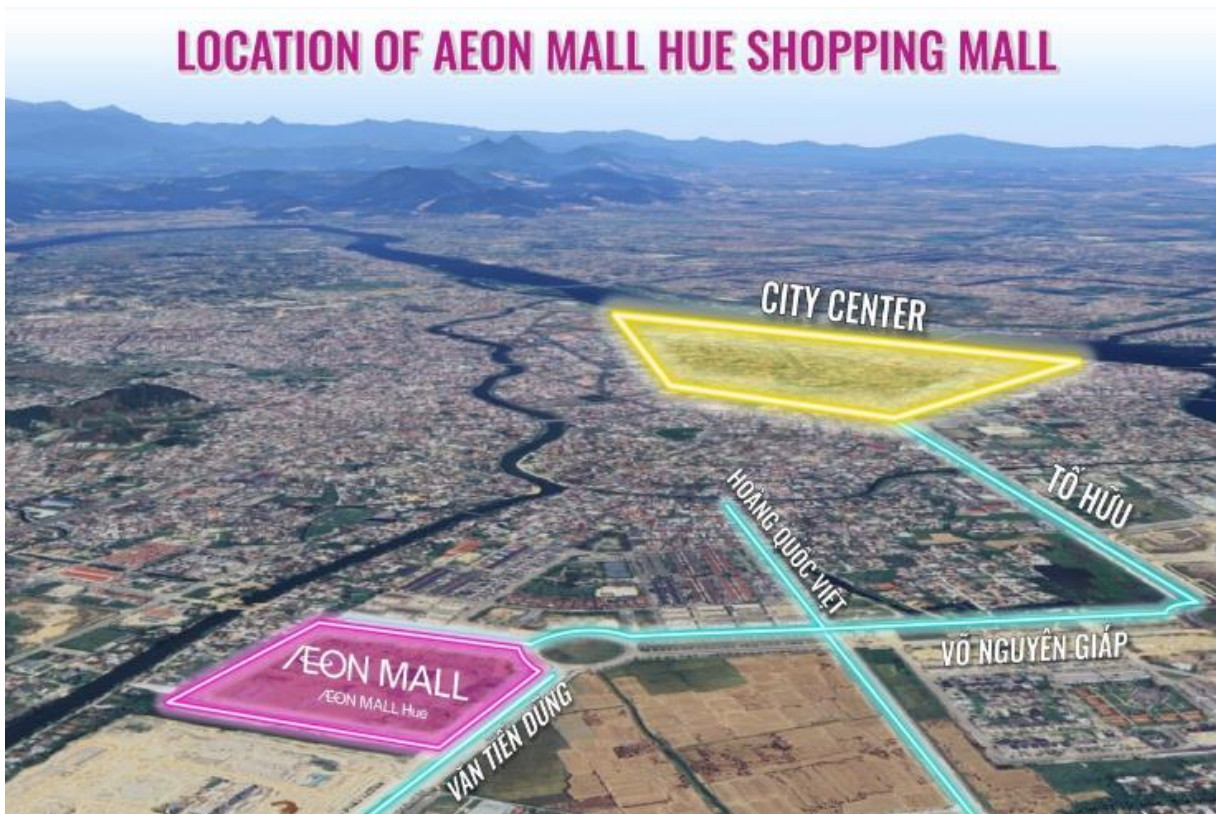 LOCATION OF AEON MALL HUE SHOPPING MALL
CITY CENTER
TỐ HỮU
HOÀNG QUỐC VIỆT
VÕ NGUYÊN GIÁP
ÆON MALL
ÆON MALL Hue
VĂN TIẾN DŨNG